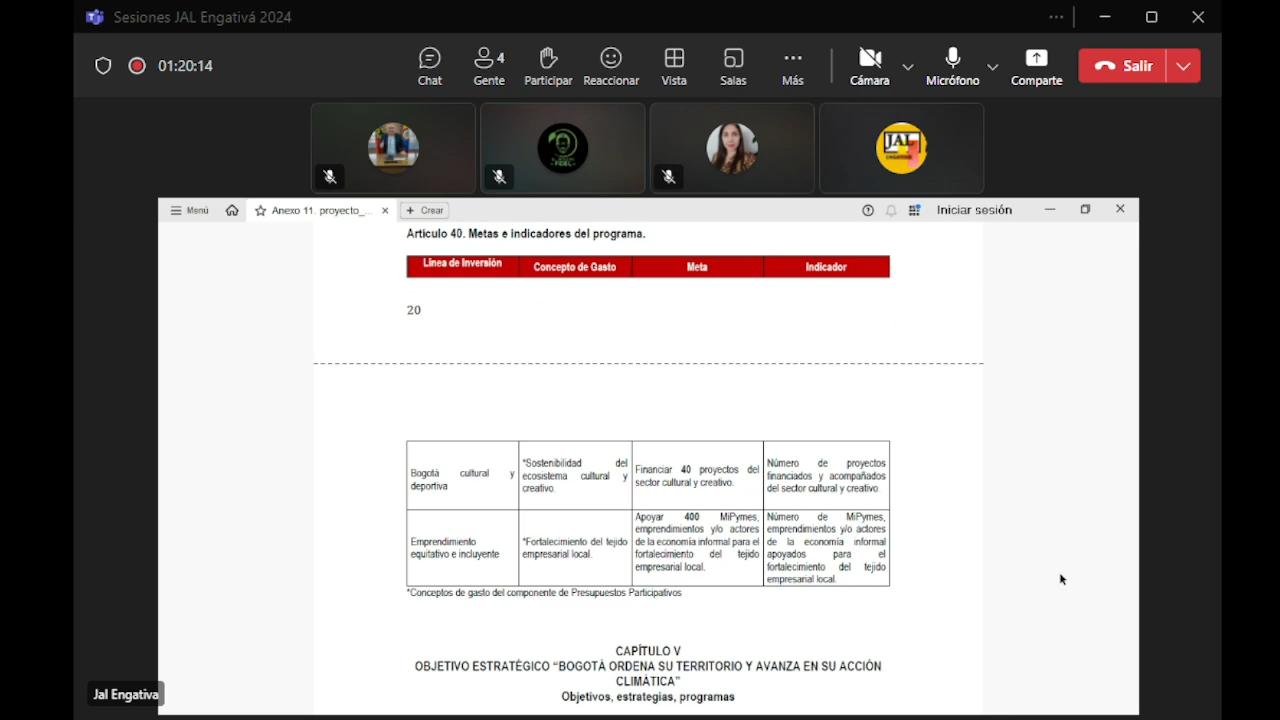 Sesiones JAL Engativá 2024
01:20:14
Chat
4
Gente
Participar
Reaccionar
Vista
Salas
Más
Cámara
Micrófono
Comparte
Salir
FIDEL
JAL
ENGATIVÁ
Menú
Anexo 11. proyecto_...
+ Crear
Iniciar sesión
Artículo 40. Metas e indicadores del programa.
Línea de Inversión
Concepto de Gasto
Meta
Indicador
20
Bogotá cultural y
deportiva
*Sostenibilidad del
ecosistema cultural y
creativo.
Financiar 40 proyectos del
sector cultural y creativo.
Número de proyectos
financiados y acompañados
del sector cultural y creativo.
Emprendimiento
equitativo e incluyente
*Fortalecimiento del tejido
empresarial local.
Apoyar 400 MiPymes,
emprendimientos y/o actores
de la economía informal para el
fortalecimiento del tejido
empresarial local.
Número de MiPymes,
emprendimientos y/o actores
de la economía informal
apoyados para el
fortalecimiento del tejido
empresarial local.
*Conceptos de gasto del componente de Presupuestos Participativos
CAPÍTULO V
OBJETIVO ESTRATÉGICO “BOGOTÁ ORDENA SU TERRITORIO Y AVANZA EN SU ACCIÓN
CLIMÁTICA”
Objetivos, estrategias, programas
Jal Engativa